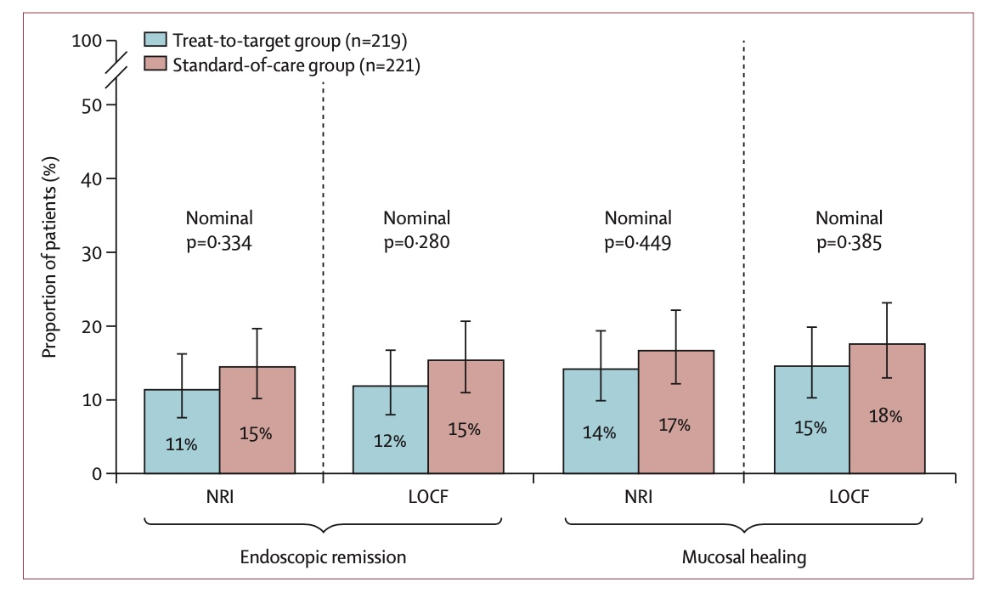 Treat-to-target group (n=219)
Standard-of-care group (n=221)
Proportion of patients (%)
100
50
40
30
20
10
0
Nominal
p=0·334
Nominal
p=0·280
Nominal
p=0·449
Nominal
p=0·385
11%
15%
12%
15%
14%
17%
15%
18%
NRI
LOCF
NRI
LOCF
Endoscopic remission
Mucosal healing